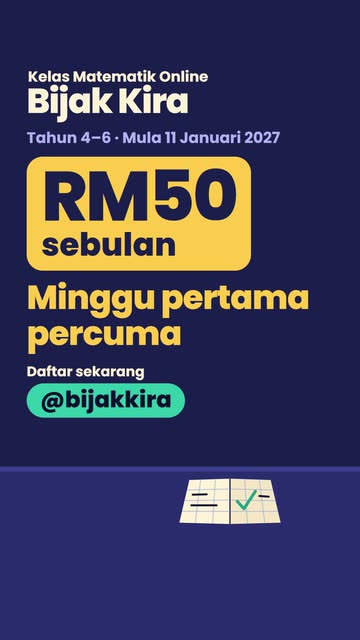 Kelas Matematik Online
Bijak Kira
Tahun 4–6 · Mula 11 Januari 2027
RM50
sebulan
Minggu pertama
percuma
Daftar sekarang
@bijakkira